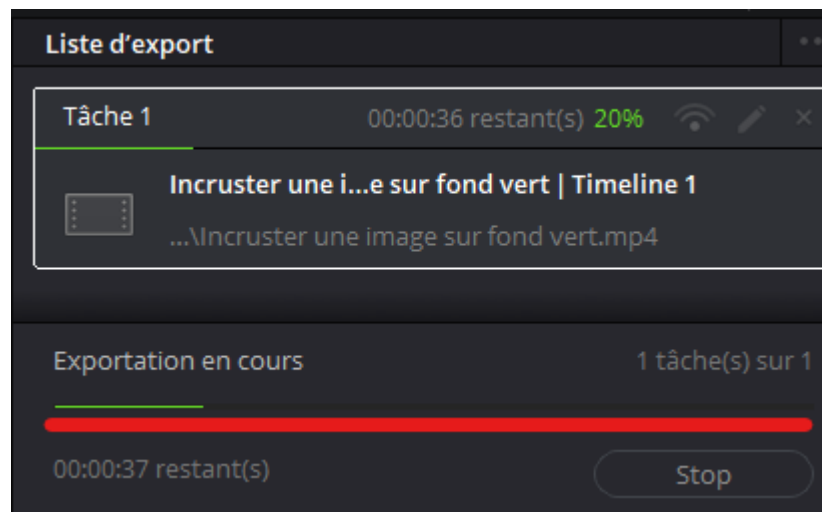 Liste d’export
Tâche 1 00:00:36 restant(s) 20%
Incruster une i...e sur fond vert | Timeline 1
...\Incruster une image sur fond vert.mp4
Exportation en cours 1 tâche(s) sur 1
00:00:37 restant(s) Stop